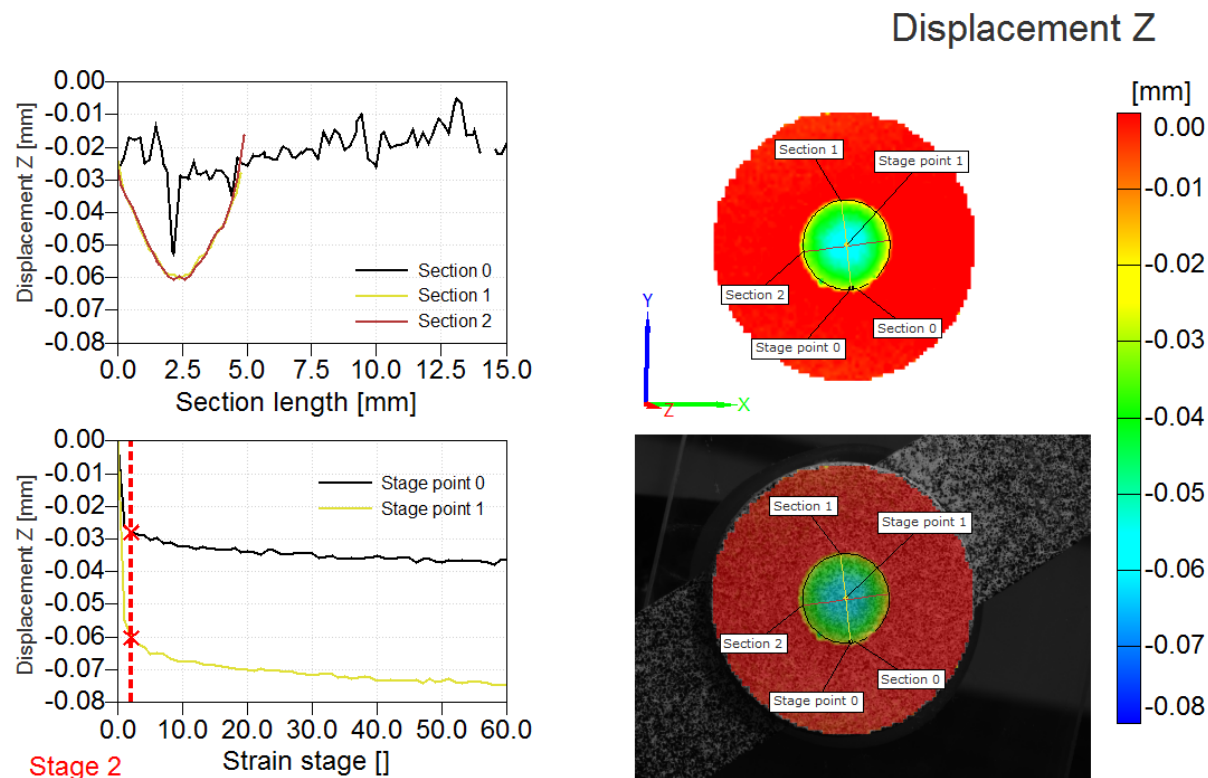 Displacement Z
0.00
-0.01
-0.02
-0.03
-0.04
-0.05
-0.06
-0.07
-0.08
Displacement Z [mm]
Section 0
Section 1
Section 2
0.0 2.5 5.0 7.5 10.0 12.5 15.0
Section length [mm]
0.00
-0.01
-0.02
-0.03
-0.04
-0.05
-0.06
-0.07
-0.08
Displacement Z [mm]
Stage point 0
Stage point 1
0.0 10.0 20.0 30.0 40.0 50.0 60.0
Strain stage []
Stage 2
Section 1
Stage point 1
Section 2
Section 0
Stage point 0
Y
Z
X
Section 1
Stage point 1
Section 2
Section 0
Stage point 0
[mm]
0.00
-0.01
-0.02
-0.03
-0.04
-0.05
-0.06
-0.07
-0.08